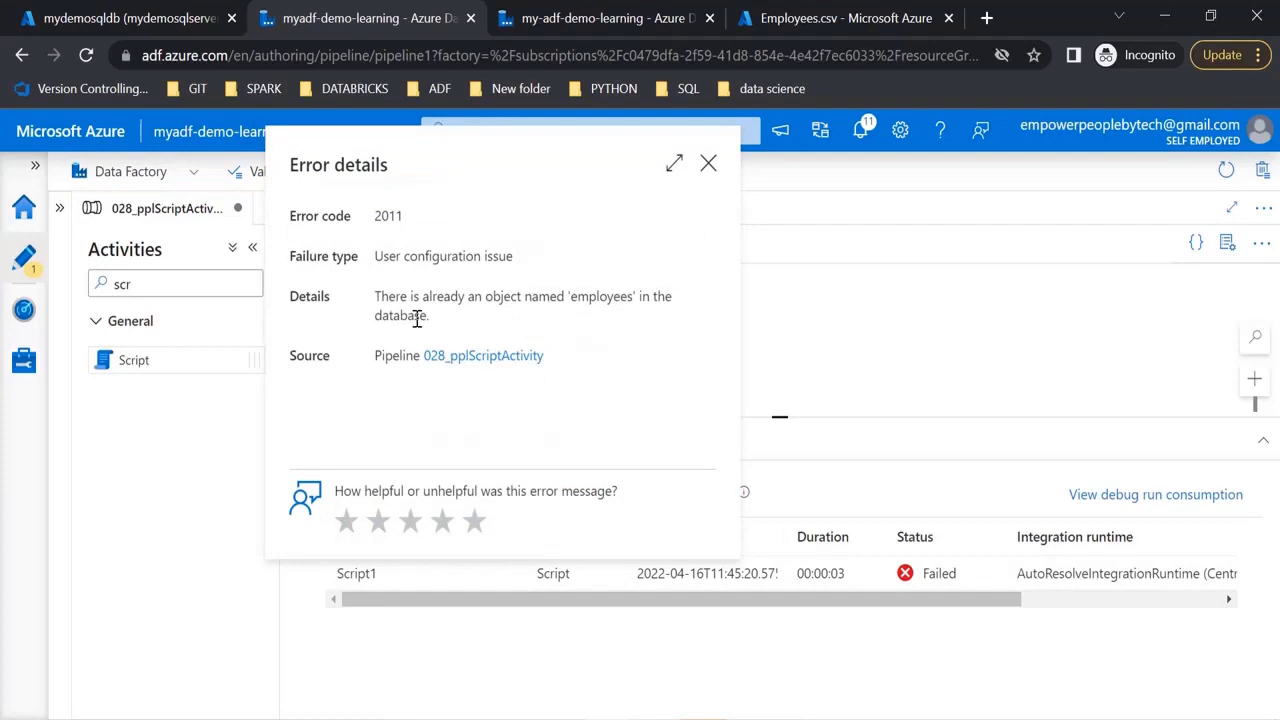 mydemosqldb (mydemosqlserve
myadf-demo-learning - Azure Da
my-adf-demo-learning - Azure D
Employees.csv - Microsoft Azure
adf.azure.com/en/authoring/pipeline/pipeline1?factory=%2Fsubscriptions%2Fc0479dfa-2f59-41d8-854e-4e42f7ec6033%2FresourceGr...
Incognito
Update
Version Controlling...
GIT
SPARK
DATABRICKS
ADF
New folder
PYTHON
SQL
data science
Microsoft Azure
myadf-demo-learn
11
empowerpeoplebytech@gmail.com
SELF EMPLOYED
Data Factory
Val
028_pplScriptActiv...
Activities
1
scr
General
Script
Error details
Error code 2011
Failure type User configuration issue
Details There is already an object named 'employees' in the
database.
Source Pipeline 028_pplScriptActivity
How helpful or unhelpful was this error message?
View debug run consumption
Duration Status Integration runtime
Script1 Script 2022-04-16T11:45:20.57! 00:00:03 Failed AutoResolveIntegrationRuntime (Centr